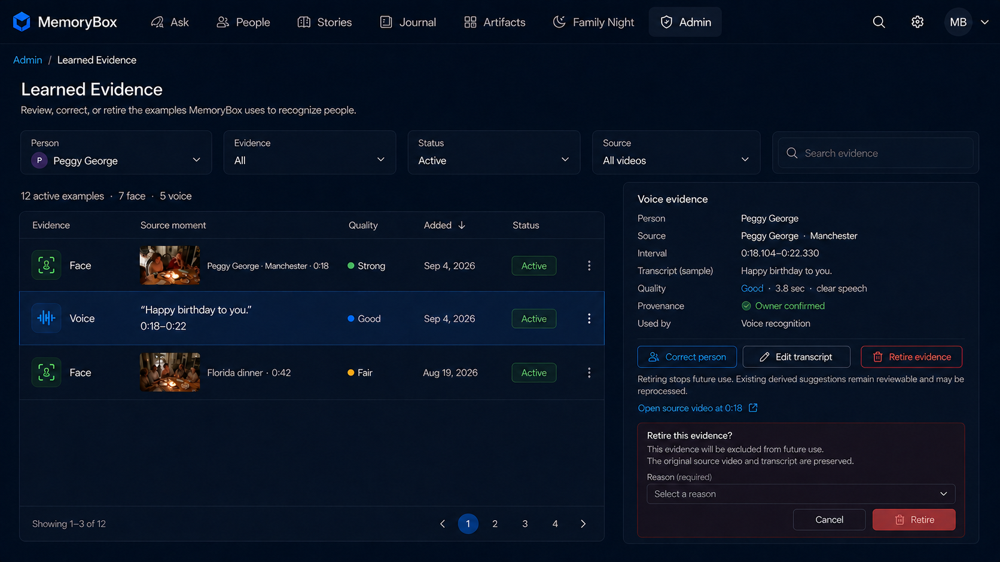 MemoryBox
Ask
People
Stories
Journal
Artifacts
Family Night
Admin
MB
Admin / Learned Evidence
Learned Evidence
Review, correct, or retire the examples MemoryBox uses to recognize people.
Person
P Peggy George
Evidence
All
Status
Active
Source
All videos
Search evidence
12 active examples · 7 face · 5 voice
Evidence Source moment Quality Added ↓ Status
Face Peggy George · Manchester · 0:18 Strong Sep 4, 2026 Active
Voice “Happy birthday to you.” Good Sep 4, 2026 Active
0:18–0:22
Face Florida dinner · 0:42 Fair Aug 19, 2026 Active
Showing 1–3 of 12
1 2 3 4
Voice evidence
Person Peggy George
Source Peggy George · Manchester
Interval 0:18.104–0:22.330
Transcript (sample) Happy birthday to you.
Quality Good · 3.8 sec · clear speech
Provenance Owner confirmed
Used by Voice recognition
Correct person
Edit transcript
Retire evidence
Retiring stops future use. Existing derived suggestions remain reviewable and may be
reprocessed.
Open source video at 0:18
Retire this evidence?
This evidence will be excluded from future use.
The original source video and transcript are preserved.
Reason (required)
Select a reason
Cancel
Retire